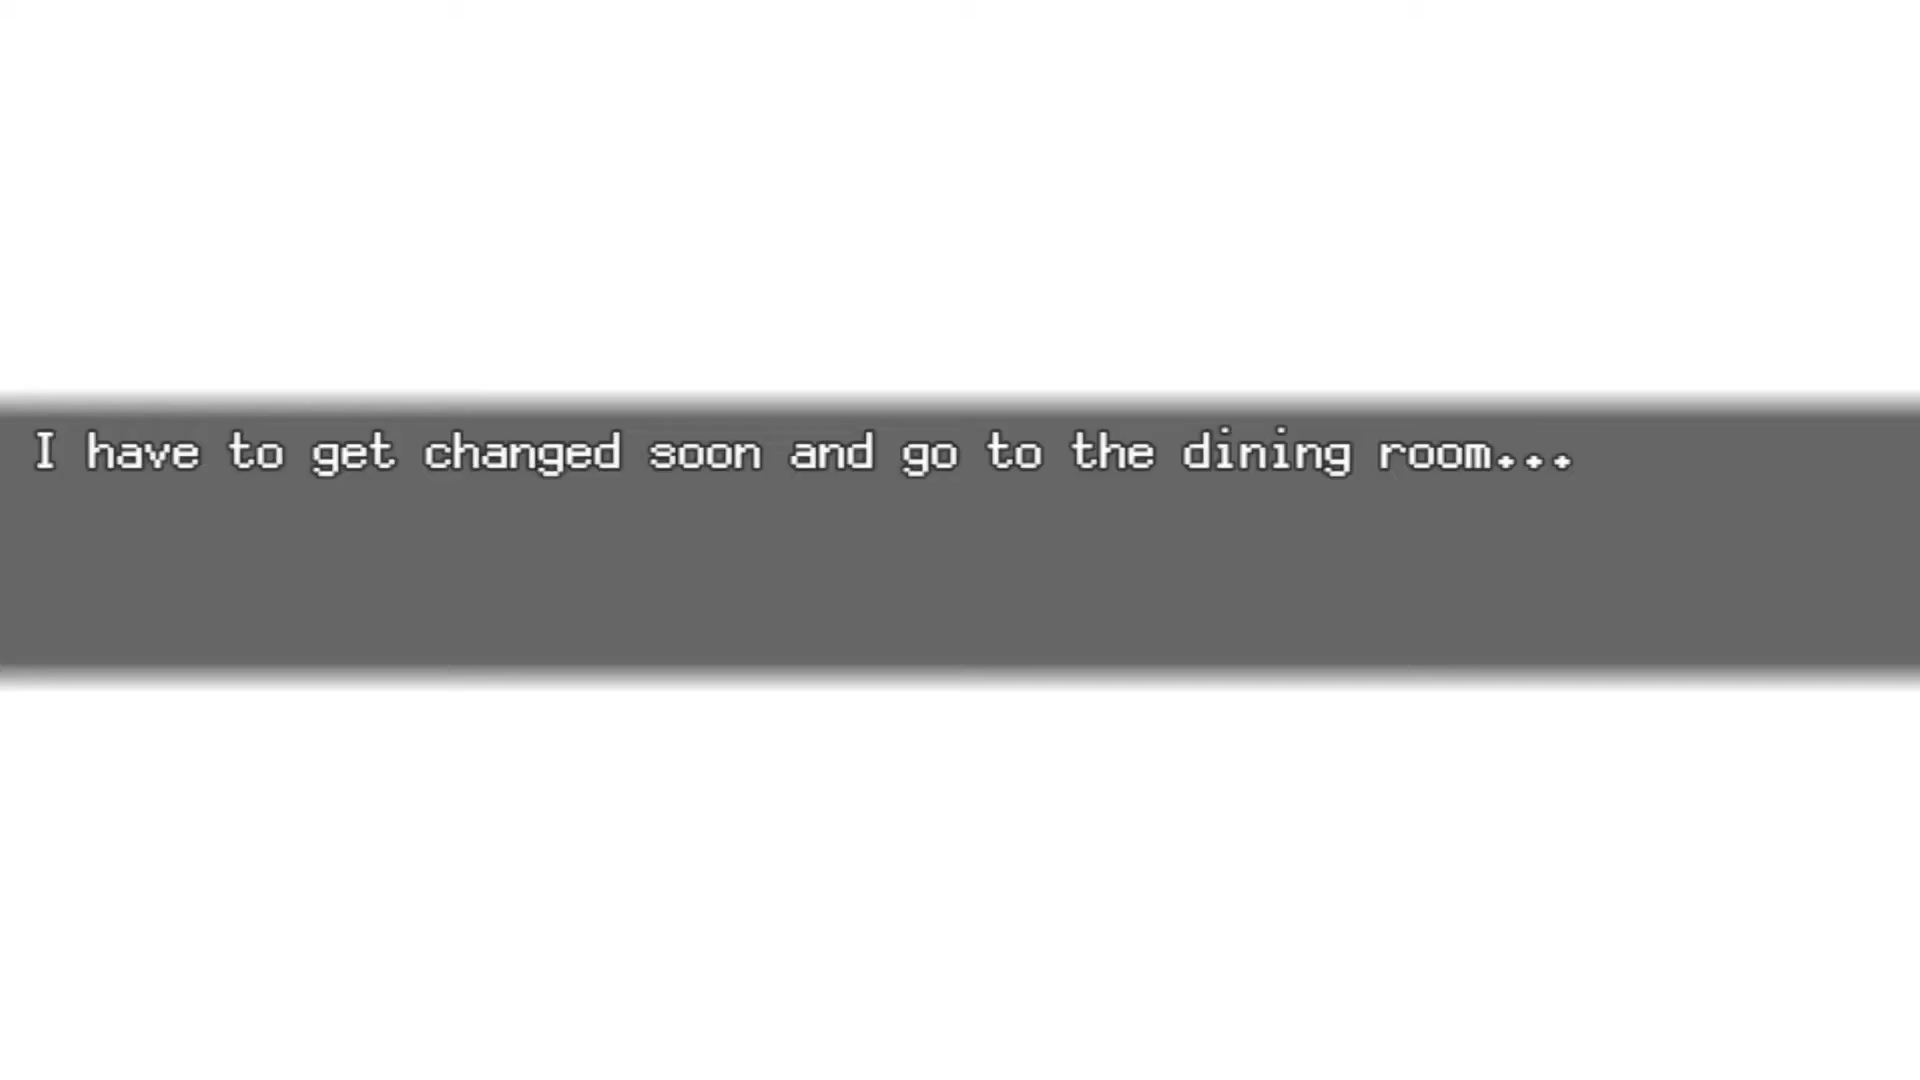 I have to get changed soon and go to the dining room...